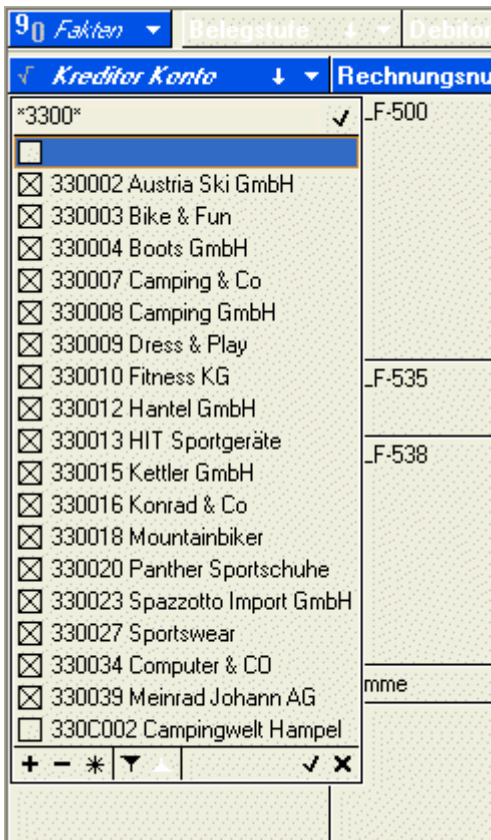 90 Fakten Belegstufe Debitor
Kreditor Konto Rechnungsnu
*3300*
_F-500
330002 Austria Ski GmbH
330003 Bike & Fun
330004 Boots GmbH
330007 Camping & Co
330008 Camping GmbH
330009 Dress & Play
330010 Fitness KG
_F-535
330012 Hantel GmbH
330013 HIT Sportgeräte
_F-538
330015 Kettler GmbH
330016 Konrad & Co
330018 Mountainbiker
330020 Panther Sportschuhe
330023 Spazzotto Import GmbH
330027 Sportswear
330034 Computer & CO
330039 Meinrad Johann AG
mme
330C002 Campingwelt Hampel